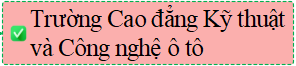 Trường Cao đẳng Kỹ thuật
và Công nghệ ô tô